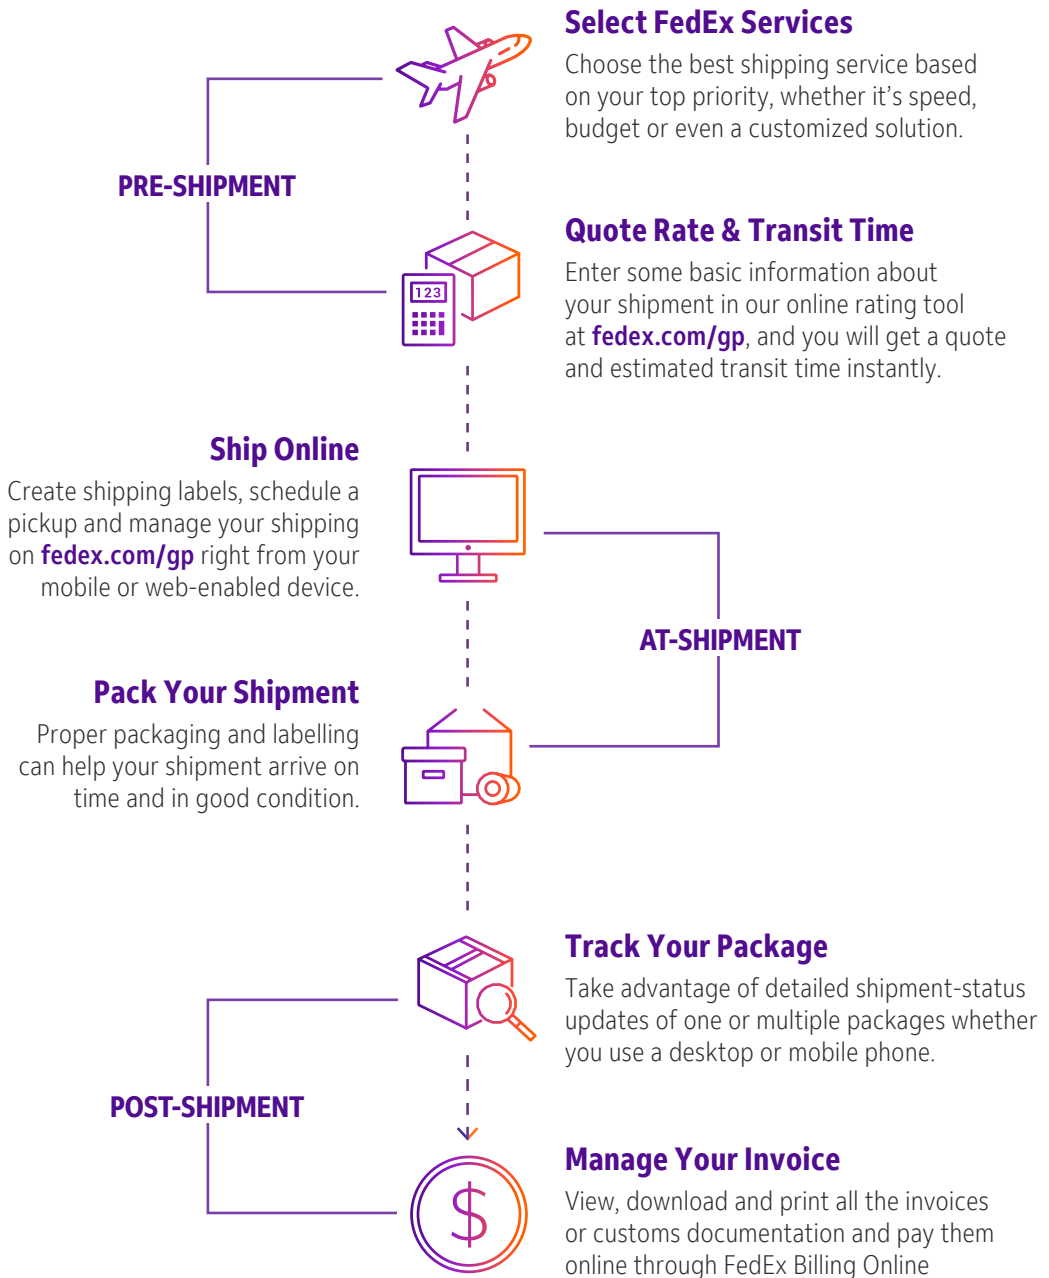 Select FedEx Services
Choose the best shipping service based
on your top priority, whether it’s speed,
budget or even a customized solution.
PRE-SHIPMENT
Quote Rate & Transit Time
Enter some basic information about
your shipment in our online rating tool
at fedex.com/gp, and you will get a quote
and estimated transit time instantly.
123
Ship Online
Create shipping labels, schedule a
pickup and manage your shipping
on fedex.com/gp right from your
mobile or web-enabled device.
AT-SHIPMENT
Pack Your Shipment
Proper packaging and labelling
can help your shipment arrive on
time and in good condition.
Track Your Package
Take advantage of detailed shipment-status
updates of one or multiple packages whether
you use a desktop or mobile phone.
POST-SHIPMENT
Manage Your Invoice
View, download and print all the invoices
or customs documentation and pay them
online through FedEx Billing Online
$